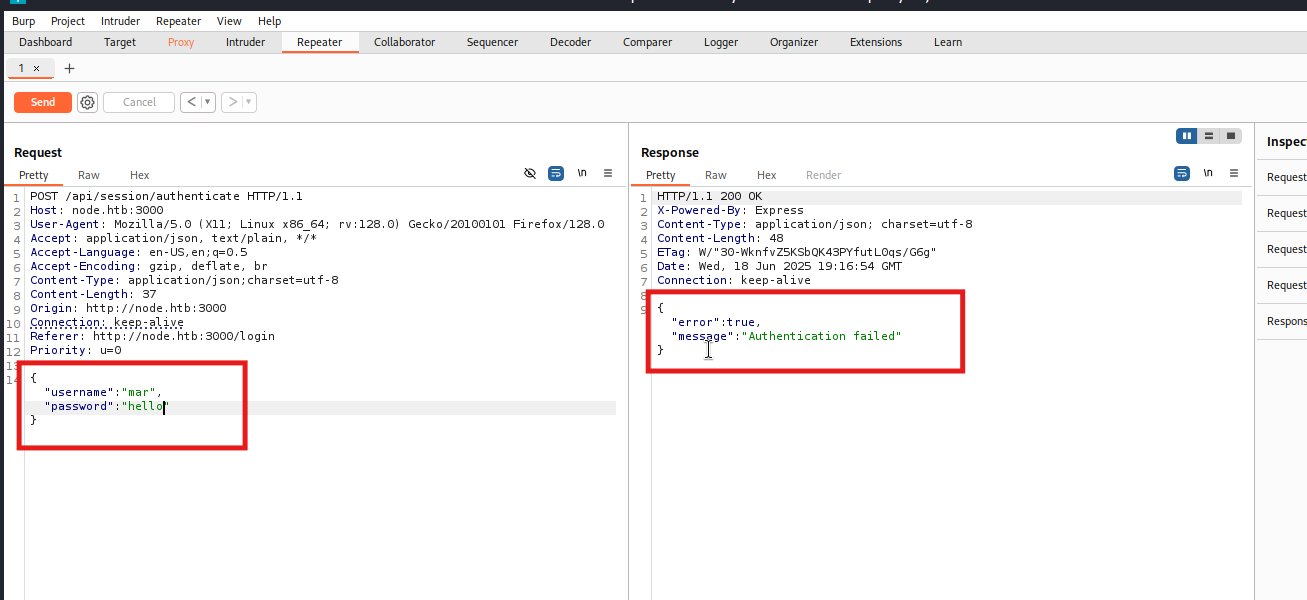 Burp Project Intruder Repeater View Help
Dashboard Target Proxy Intruder Repeater Collaborator Sequencer Decoder Comparer Logger Organizer Extensions Learn
1 × +
Send Cancel < ▾ > ▾
Request
Pretty Raw Hex \n
1 POST /api/session/authenticate HTTP/1.1
2 Host: node.htb:3000
3 User-Agent: Mozilla/5.0 (X11; Linux x86_64; rv:128.0) Gecko/20100101 Firefox/128.0
4 Accept: application/json, text/plain, */*
5 Accept-Language: en-US,en;q=0.5
6 Accept-Encoding: gzip, deflate, br
7 Content-Type: application/json;charset=utf-8
8 Content-Length: 37
9 Origin: http://node.htb:3000
10 Connection: keep-alive
11 Referer: http://node.htb:3000/login
12 Priority: u=0
13
14 {
"username":"mar",
"password":"hello"
}
Response
Pretty Raw Hex Render \n
1 HTTP/1.1 200 OK
2 X-Powered-By: Express
3 Content-Type: application/json; charset=utf-8
4 Content-Length: 48
5 ETag: W/"30-WknfvZ5KSbQK43PYfutL0qs/G6g"
6 Date: Wed, 18 Jun 2025 19:16:54 GMT
7 Connection: keep-alive
8
9 {
"error":true,
"message":"Authentication failed"
}
Inspec
Request
Request
Request
Request
Respons